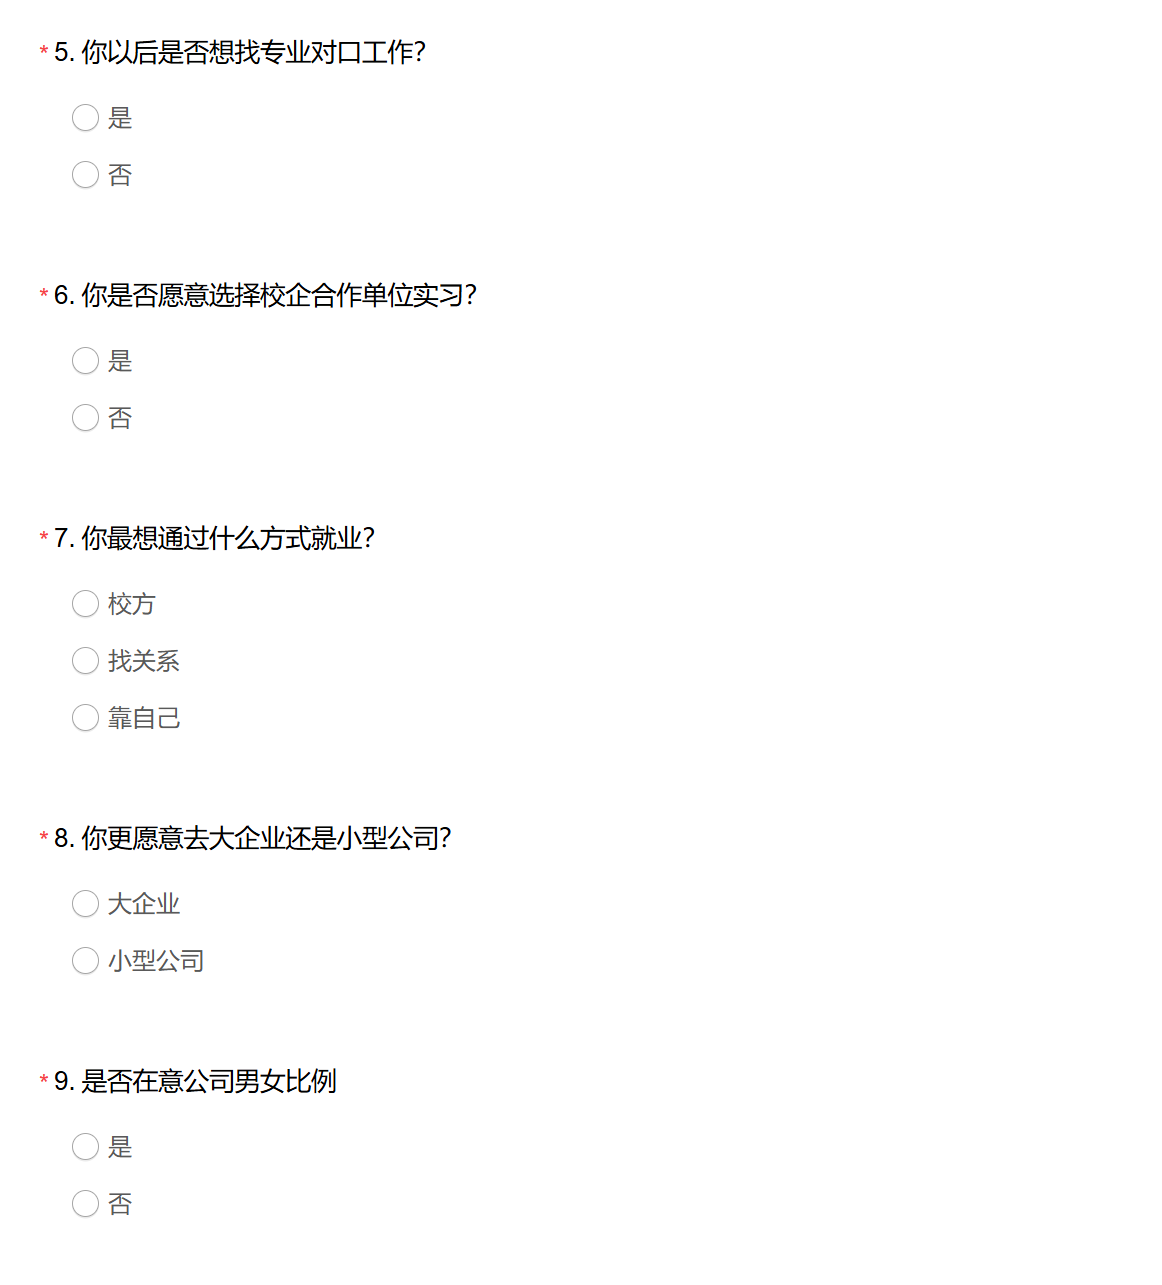 * 5. 你以后是否想找专业对口工作?
是
否
* 6. 你是否愿意选择校企合作单位实习?
是
否
* 7. 你最想通过什么方式就业?
校方
找关系
靠自己
* 8. 你更愿意去大企业还是小型公司?
大企业
小型公司
* 9. 是否在意公司男女比例
是
否